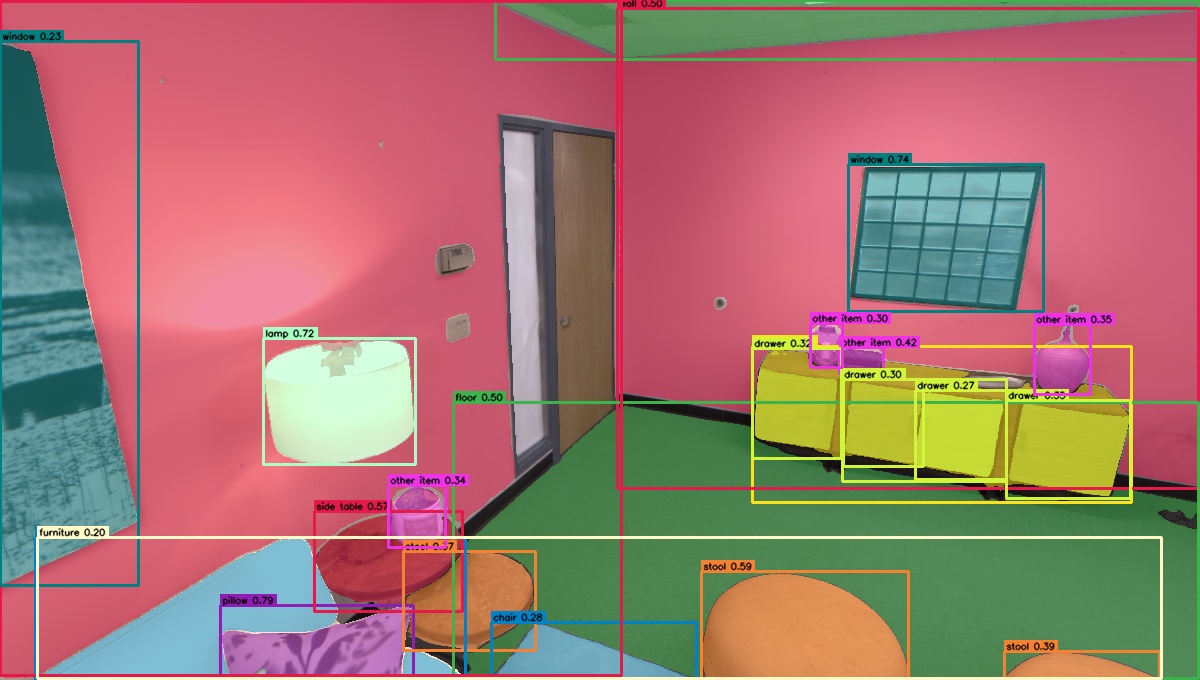 wall 0.50
window 0.23
window 0.74
other item 0.30
other item 0.35
lamp 0.72
drawer 0.32
other item 0.42
drawer 0.30
drawer 0.27
drawer 0.35
floor 0.50
other item 0.34
side table 0.57
furniture 0.20
stool 0.37
stool 0.59
pillow 0.79
chair 0.28
stool 0.39